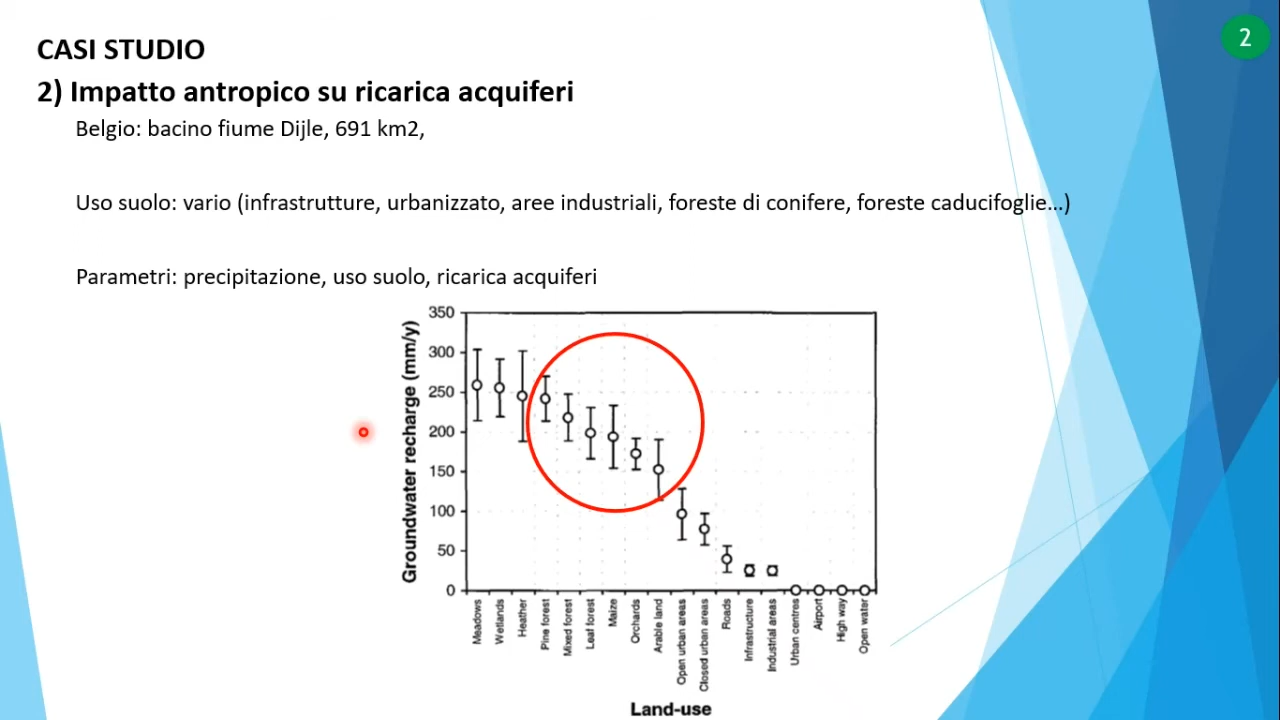 2
CASI STUDIO
2) Impatto antropico su ricarica acquiferi
Belgio: bacino fiume Dijle, 691 km2,
Uso suolo: vario (infrastrutture, urbanizzato, aree industriali, foreste di conifere, foreste caducifoglie...)
Parametri: precipitazione, uso suolo, ricarica acquiferi
Groundwater recharge (mm/y)
350
300
250
200
150
100
50
0
Meadows
Wetlands
Heather
Pine forest
Mixed forest
Leaf forest
Maize
Orchards
Arable land
Open urban areas
Closed urban areas
Roads
Infrastructure
Industrial areas
Urban centres
Airport
High way
Open water
Land-use